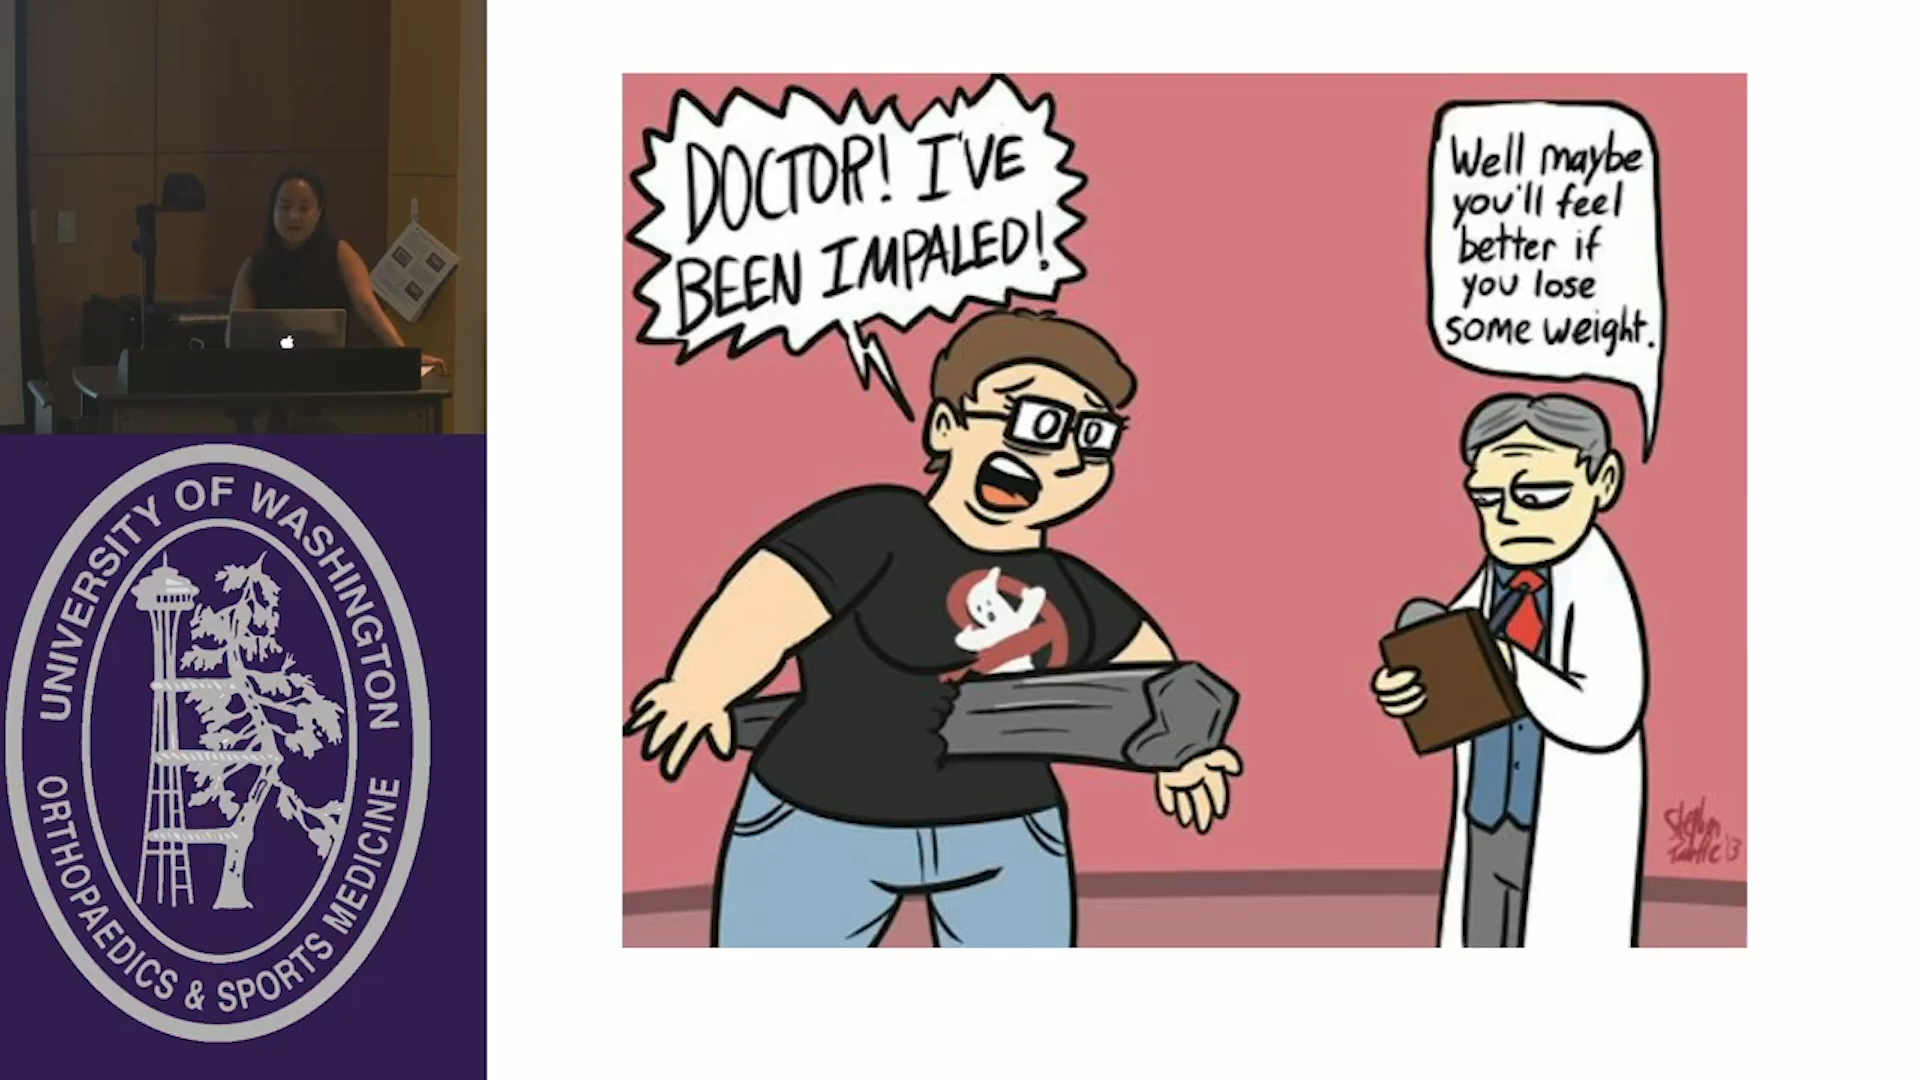 DOCTOR! I'VE
BEEN IMPALED!
Well maybe
you'll feel
better if
you lose
some weight.
UNIVERSITY OF WASHINGTON
ORTHOPAEDICS & SPORTS MEDICINE